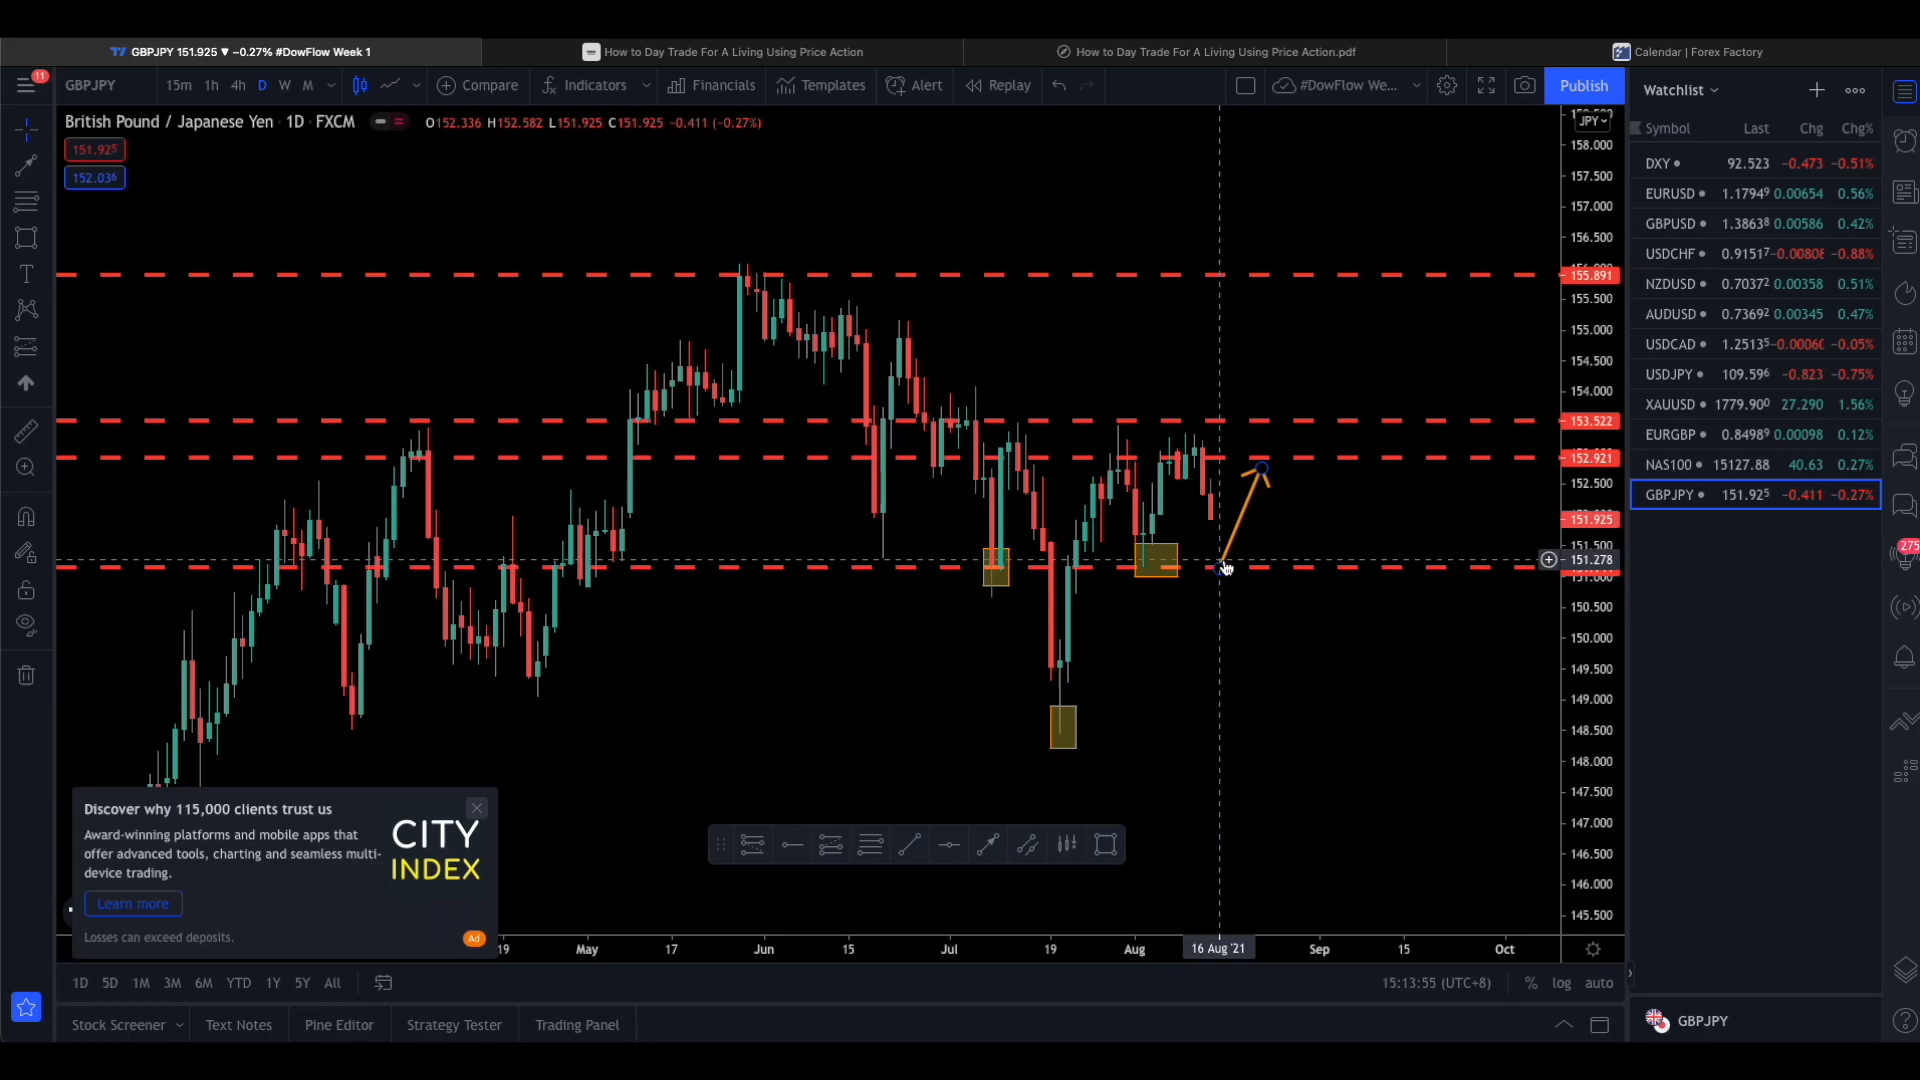 GBPJPY 151.925 ▼ −0.27% #DowFlow Week 1
How to Day Trade For A Living Using Price Action
How to Day Trade For A Living Using Price Action.pdf
Calendar | Forex Factory
11
GBPJPY
15m 1h 4h D W M
Compare
Indicators
Financials
Templates
Alert
Replay
#DowFlow We...
Publish
British Pound / Japanese Yen · 1D · FXCM
O152.336 H152.582 L151.925 C151.925 −0.411 (−0.27%)
151.925
152.036
JPY
158.000
157.500
157.000
156.500
155.891
155.500
155.000
154.500
154.000
153.522
152.921
152.500
151.925
151.500
151.278
151.000
150.500
150.000
149.500
149.000
148.500
148.000
147.500
147.000
146.500
146.000
145.500
Watchlist
Symbol Last Chg Chg%
DXY 92.523 −0.473 −0.51%
EURUSD 1.17949 0.00654 0.56%
GBPUSD 1.38638 0.00586 0.42%
USDCHF 0.91517 −0.00808 −0.88%
NZDUSD 0.70372 0.00358 0.51%
AUDUSD 0.73692 0.00345 0.47%
USDCAD 1.25135 −0.00060 −0.05%
USDJPY 109.596 −0.823 −0.75%
XAUUSD 1779.900 27.290 1.56%
EURGBP 0.84989 0.00098 0.12%
NAS100 15127.88 40.63 0.27%
GBPJPY 151.925 −0.411 −0.27%
275
Discover why 115,000 clients trust us
Award-winning platforms and mobile apps that
offer advanced tools, charting and seamless multi-
device trading.
CITY
INDEX
Learn more
Losses can exceed deposits.
Ad
19 May 17 Jun 15 Jul 19 Aug 16 Aug '21 Sep 15 Oct
1D 5D 1M 3M 6M YTD 1Y 5Y All
15:13:55 (UTC+8) % log auto
Stock Screener
Text Notes
Pine Editor
Strategy Tester
Trading Panel
GBPJPY